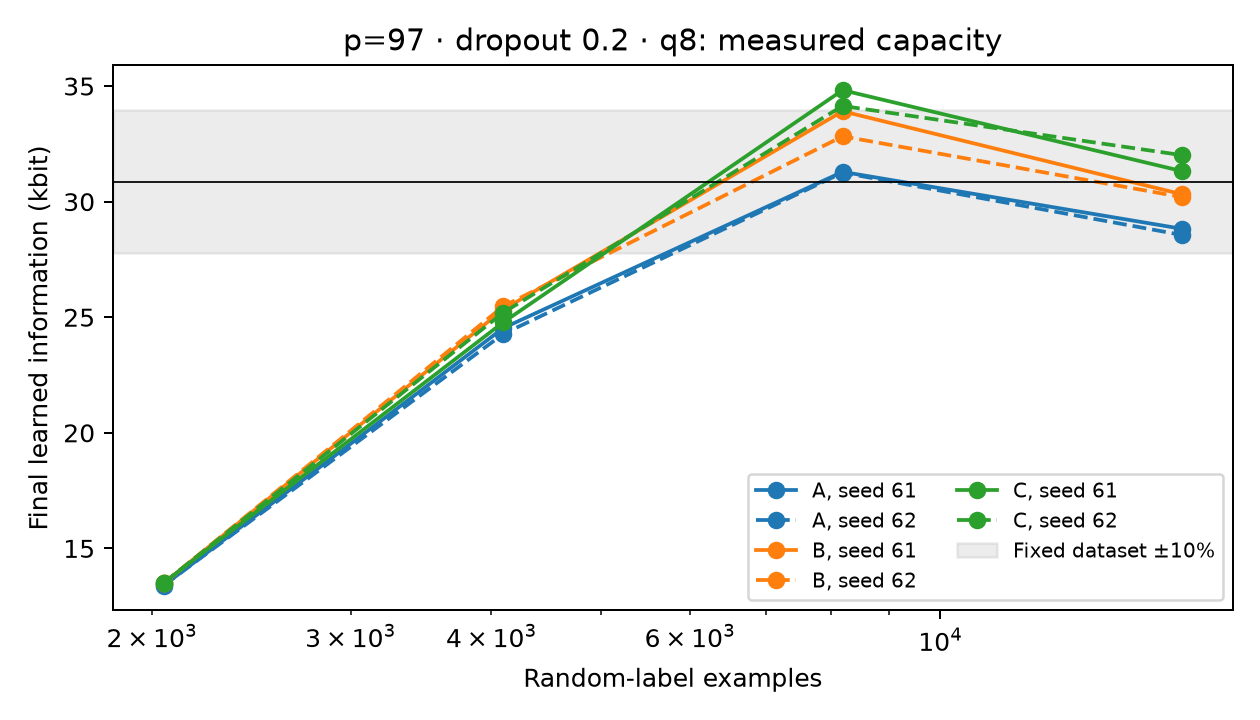 p=97 · dropout 0.2 · q8: measured capacity
Final learned information (kbit)
35
30
25
20
15
2 × 10³
3 × 10³
4 × 10³
6 × 10³
10⁴
Random-label examples
A, seed 61
A, seed 62
B, seed 61
B, seed 62
C, seed 61
C, seed 62
Fixed dataset ±10%